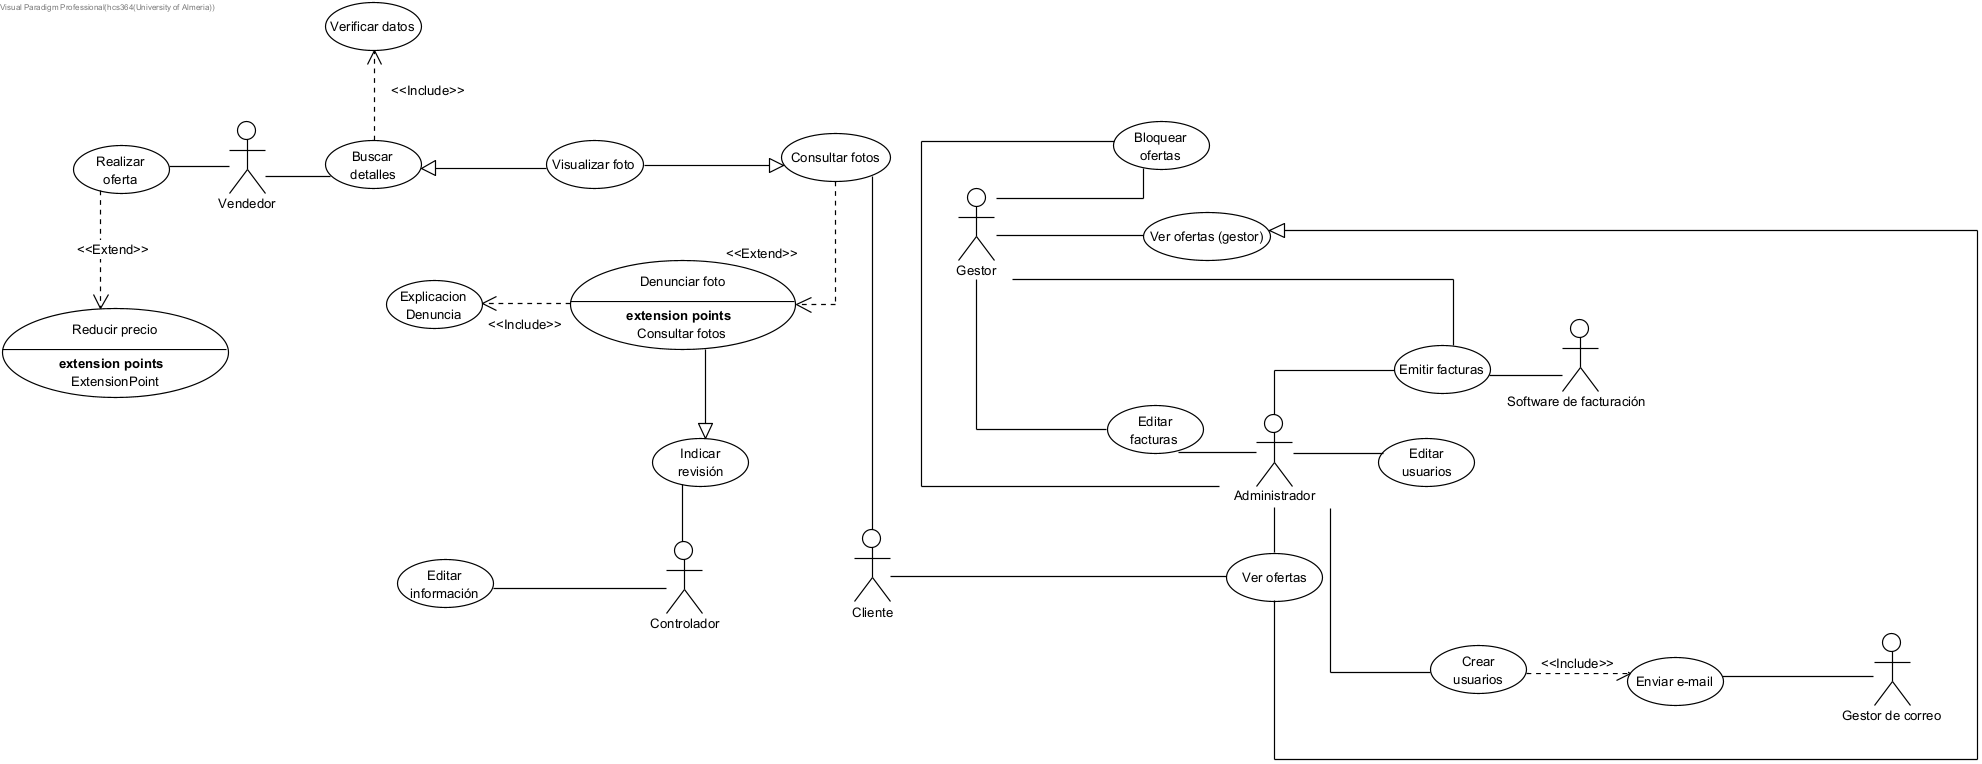 Visual Paradigm Professional(hcs364(University of Almeria))
Verificar datos
<<Include>>
Realizar
oferta
Vendedor
Buscar
detalles
Visualizar foto
Consultar fotos
Bloquear
ofertas
Gestor
Ver ofertas (gestor)
<<Extend>>
<<Extend>>
Denunciar foto
extension points
Consultar fotos
Explicacion
Denuncia
<<Include>>
Reducir precio
extension points
ExtensionPoint
Emitir facturas
Software de facturación
Editar
facturas
Administrador
Editar
usuarios
Indicar
revisión
Editar
información
Controlador
Cliente
Ver ofertas
Crear
usuarios
<<Include>>
Enviar e-mail
Gestor de correo